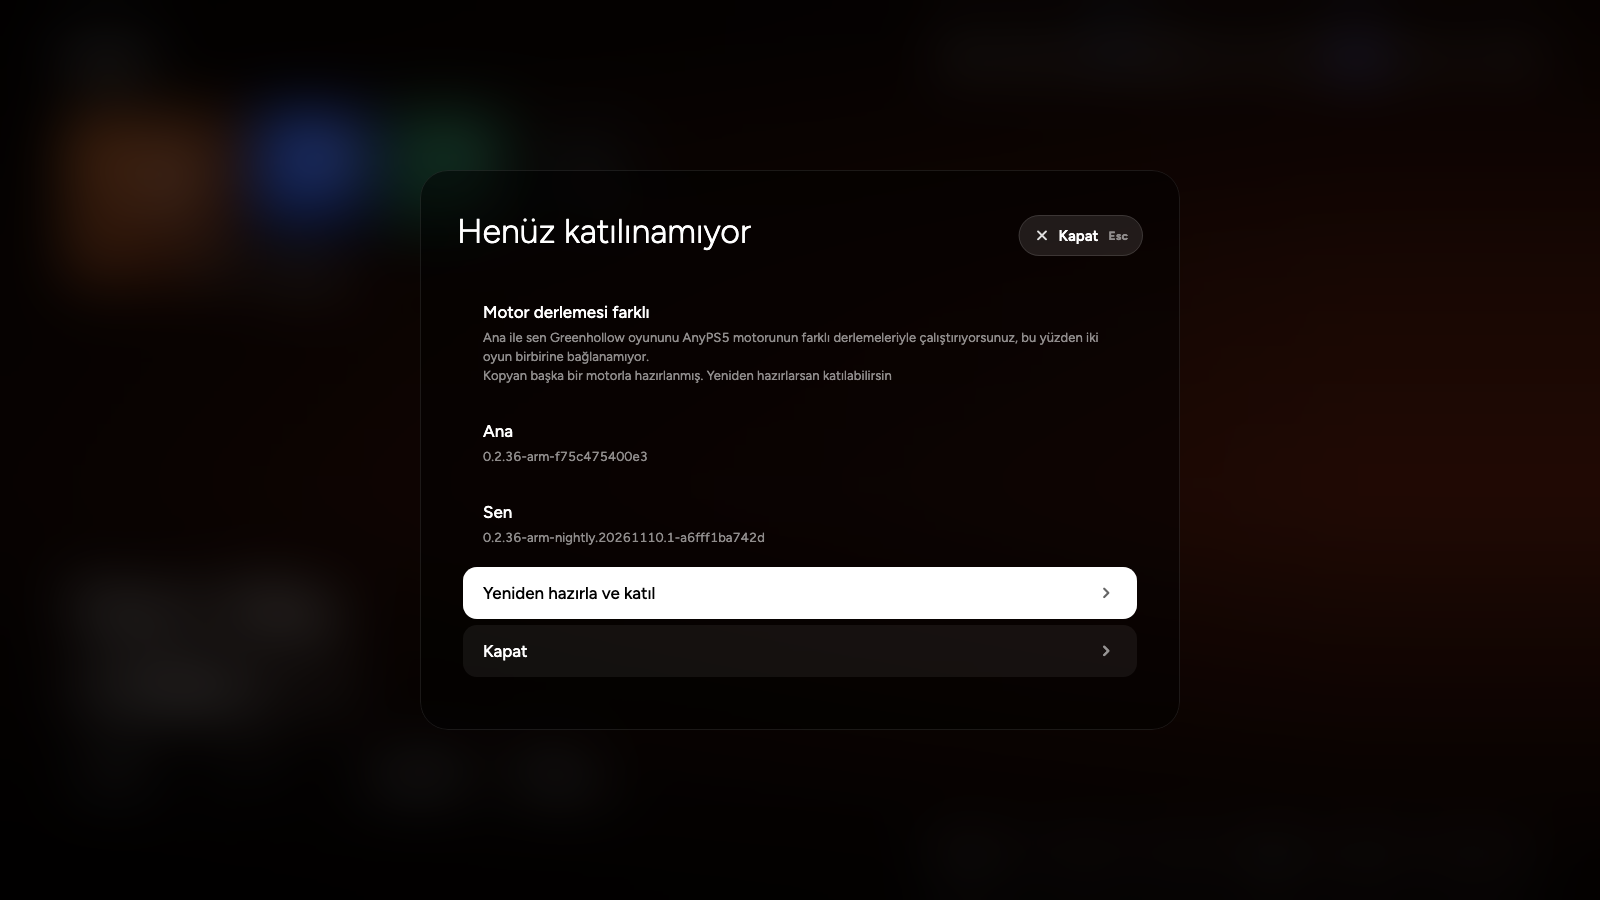 Henüz katılınamıyor
Kapat Esc
Motor derlemesi farklı
Ana ile sen Greenhollow oyununu AnyPS5 motorunun farklı derlemeleriyle çalıştırıyorsunuz, bu yüzden iki
oyun birbirine bağlanamıyor.
Kopyan başka bir motorla hazırlanmış. Yeniden hazırlarsan katılabilirsin
Ana
0.2.36-arm-f75c475400e3
Sen
0.2.36-arm-nightly.20261110.1-a6fff1ba742d
Yeniden hazırla ve katıl
Kapat